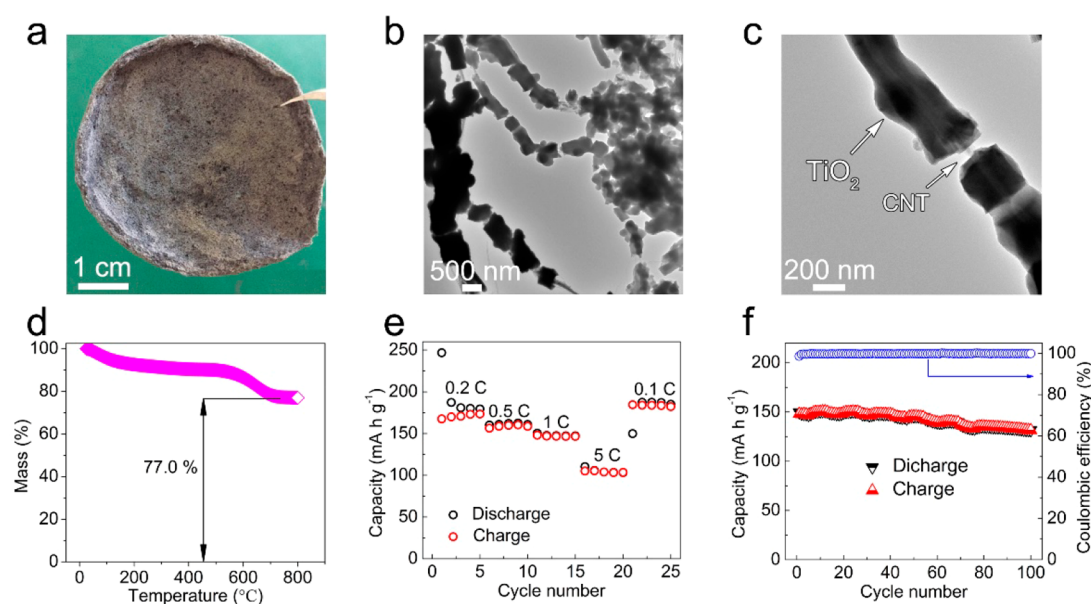 a
b
c
1 cm
500 nm
TiO₂
CNT
200 nm
d
100
80
60
40
20
0
Mass (%)
77.0 %
0 200 400 600 800
Temperature (°C)
e
250
200
150
100
50
0
Capacity (mA h g⁻¹)
0.2 C
0.5 C
1 C
5 C
0.1 C
Discharge
Charge
0 5 10 15 20 25
Cycle number
f
200
150
100
50
0
Capacity (mA h g⁻¹)
Dicharge
Charge
100
80
60
40
20
0
Coulombic efficiency (%)
0 20 40 60 80 100
Cycle number